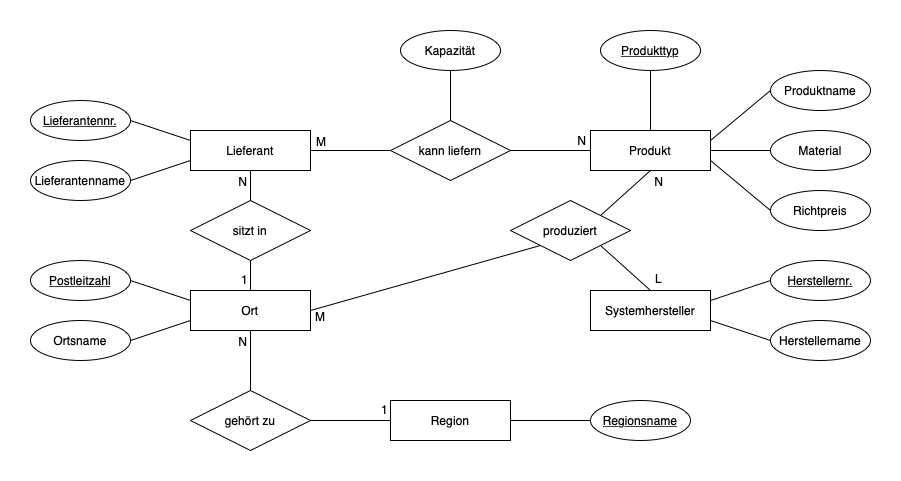 Kapazität
Produkttyp
Produktname
Lieferantennr.
M
N
Lieferant
kann liefern
Produkt
Material
Lieferantenname
N
N
Richtpreis
sitzt in
produziert
Postleitzahl
1
L
Herstellernr.
Ort
M
Systemhersteller
Ortsname
N
Herstellername
1
gehört zu
Region
Regionsname